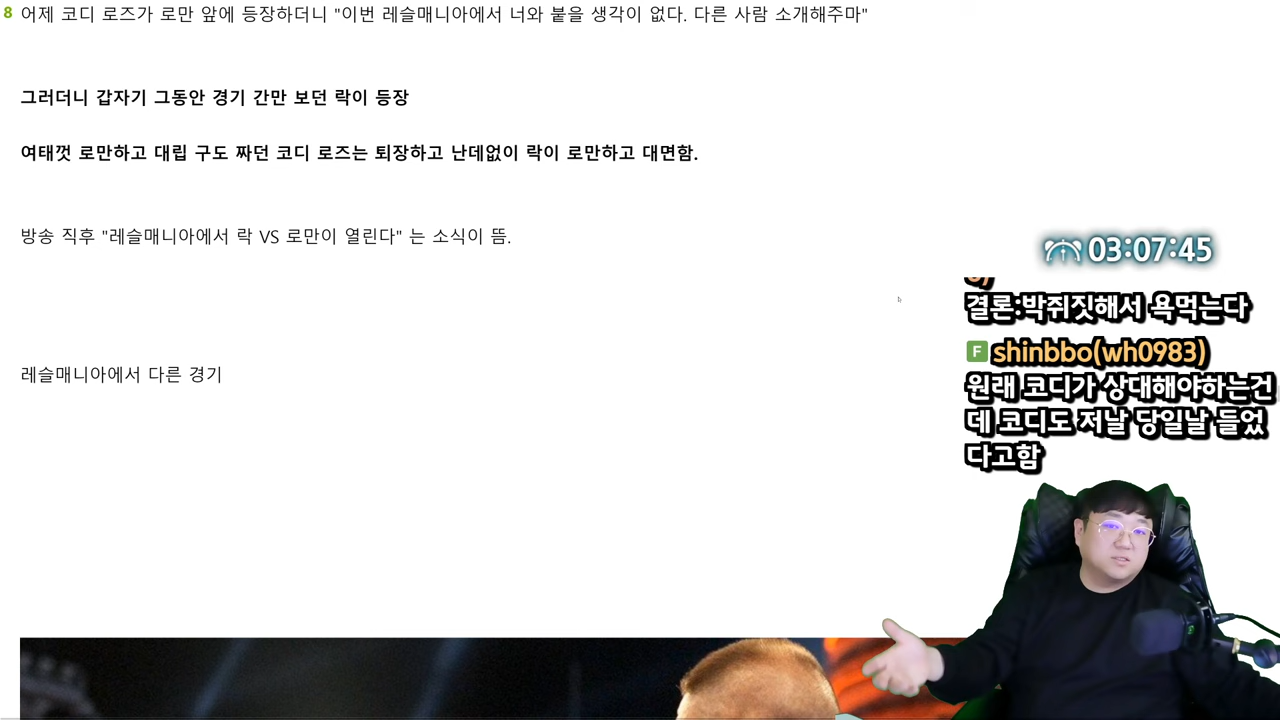 8
어제 코디 로즈가 로만 앞에 등장하더니 "이번 레슬매니아에서 너와 붙을 생각이 없다. 다른 사람 소개해주마"
그러더니 갑자기 그동안 경기 간만 보던 락이 등장
여태껏 로만하고 대립 구도 짜던 코디 로즈는 퇴장하고 난데없이 락이 로만하고 대면함.
방송 직후 "레슬매니아에서 락 VS 로만이 열린다" 는 소식이 뜸.
레슬매니아에서 다른 경기
03:07:45
결론:박쥐짓해서 욕먹는다
F shinbbo(wh0983)
원래 코디가 상대해야하는건
데 코디도 저날 당일날 들었
다고함